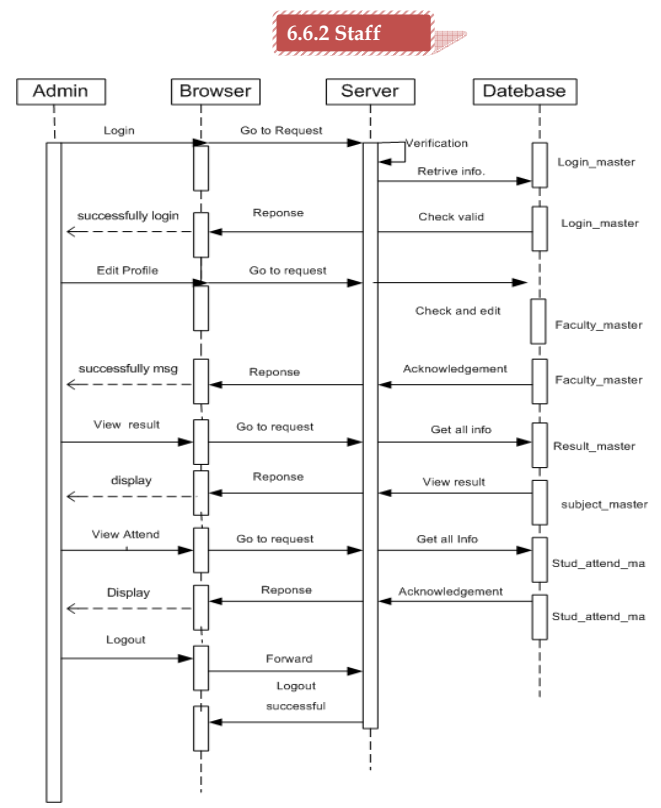 6.6.2 Staff
Admin Browser Server Datebase
Login Go to Request Verification
Retrive info. Login_master
successfully login Reponse Check valid Login_master
Edit Profile Go to request
Check and edit Faculty_master
successfully msg Reponse Acknowledgement Faculty_master
View result Go to request Get all info Result_master
display Reponse View result subject_master
View Attend Go to request Get all Info Stud_attend_ma
Display Reponse Acknowledgement Stud_attend_ma
Logout Forward
Logout
successful